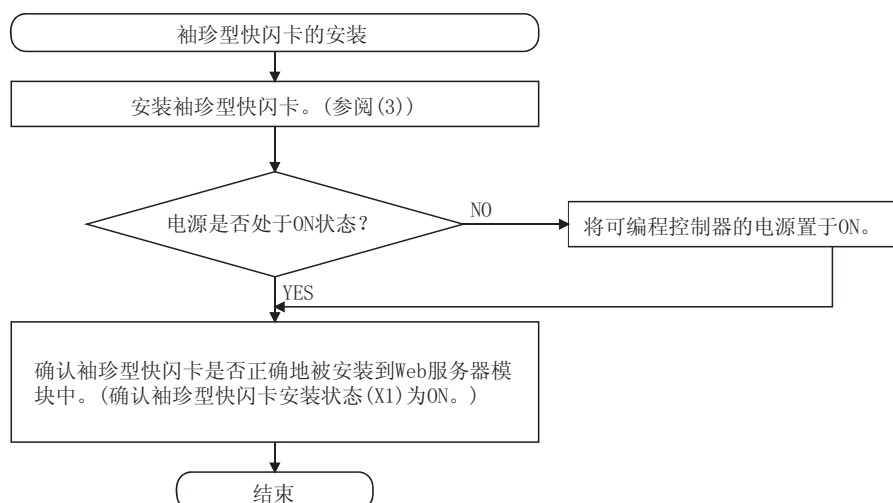 袖珍型快闪卡的安装
安装袖珍型快闪卡。(参阅(3))
电源是否处于ON状态？
NO
将可编程控制器的电源置于ON。
YES
确认袖珍型快闪卡是否正确地被安装到Web服务器模
块中。(确认袖珍型快闪卡安装状态(X1)为ON。)
结束